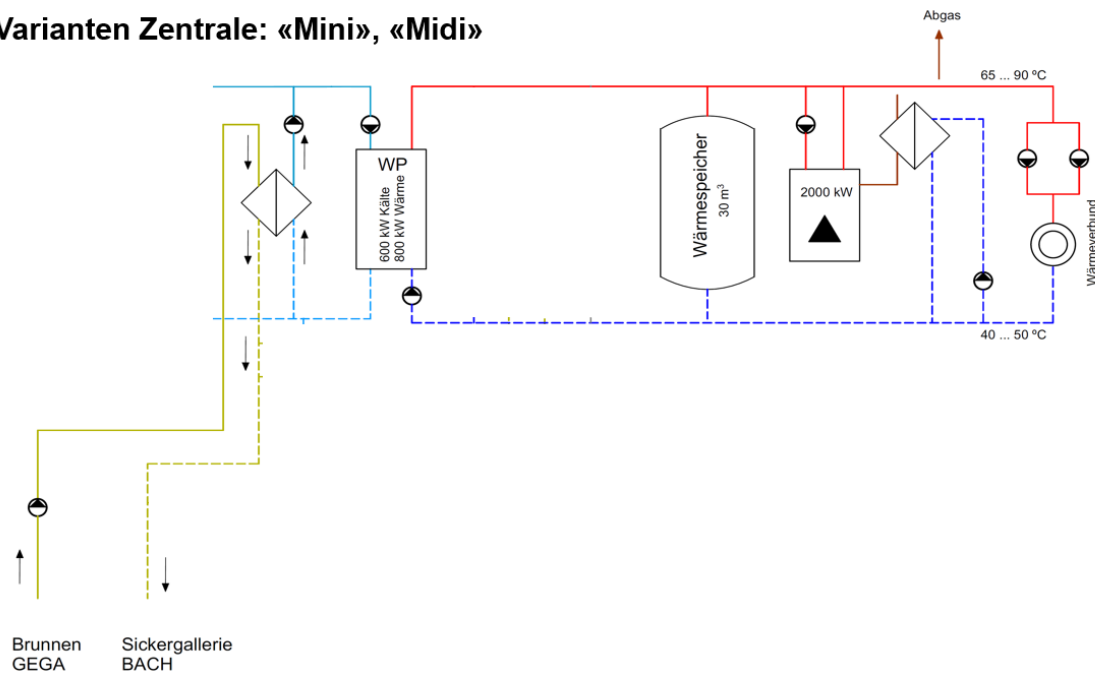 Varianten Zentrale: «Mini», «Midi»
Abgas
65 ... 90 ºC
WP
600 kW Kälte
800 kW Wärme
Wärmespeicher
30 m³
2000 kW
Wärmeverbund
40 ... 50 ºC
Brunnen
GEGA
Sickergallerie
BACH